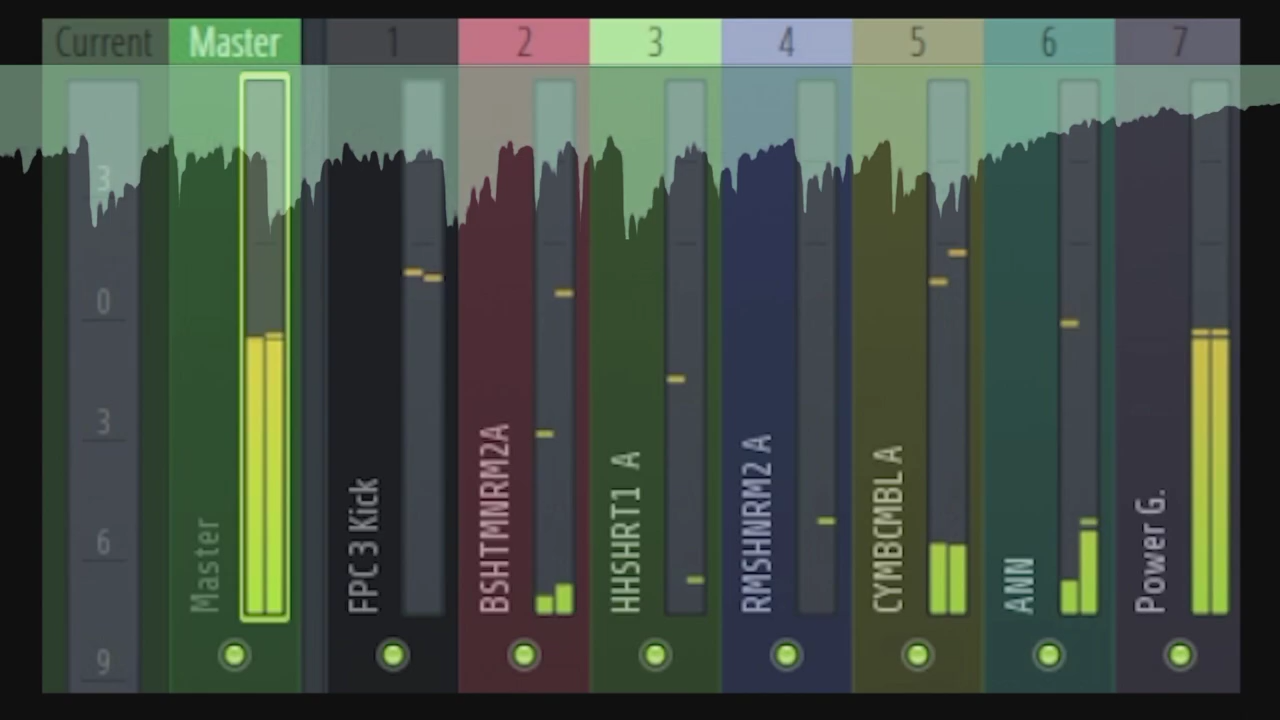 Current Master 1 2 3 4 5 6 7
3
0
3
6
9
Master
FPC 3 Kick
BSHTMNRM2A
HHSHRT1 A
RMSHNRM2 A
CYMBCMBL A
ANN
Power G.